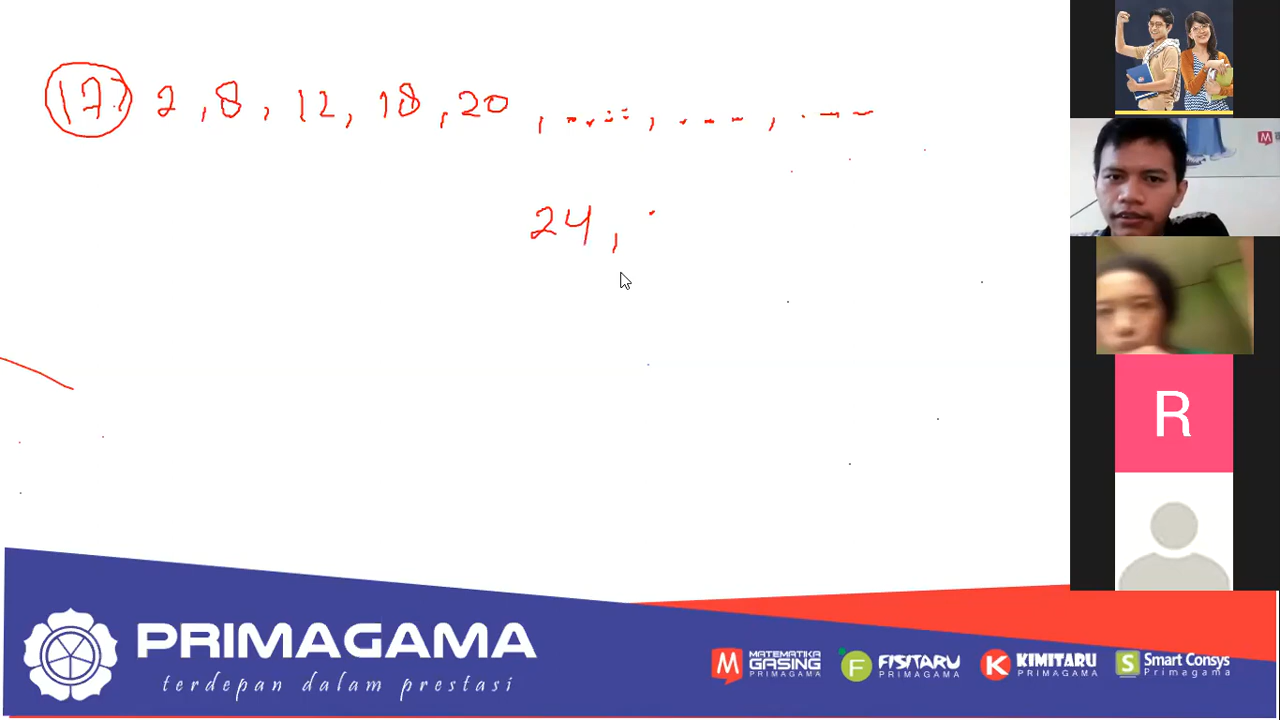 17.) 2, 8, 12, 18, 20, ....., ....., .....
24, .
R
PRIMAGAMA
terdepan dalam prestasi
M MATEMATIKA GASING PRIMAGAMA
F FISITARU PRIMAGAMA
K KIMITARU PRIMAGAMA
S Smart Consys Primagama